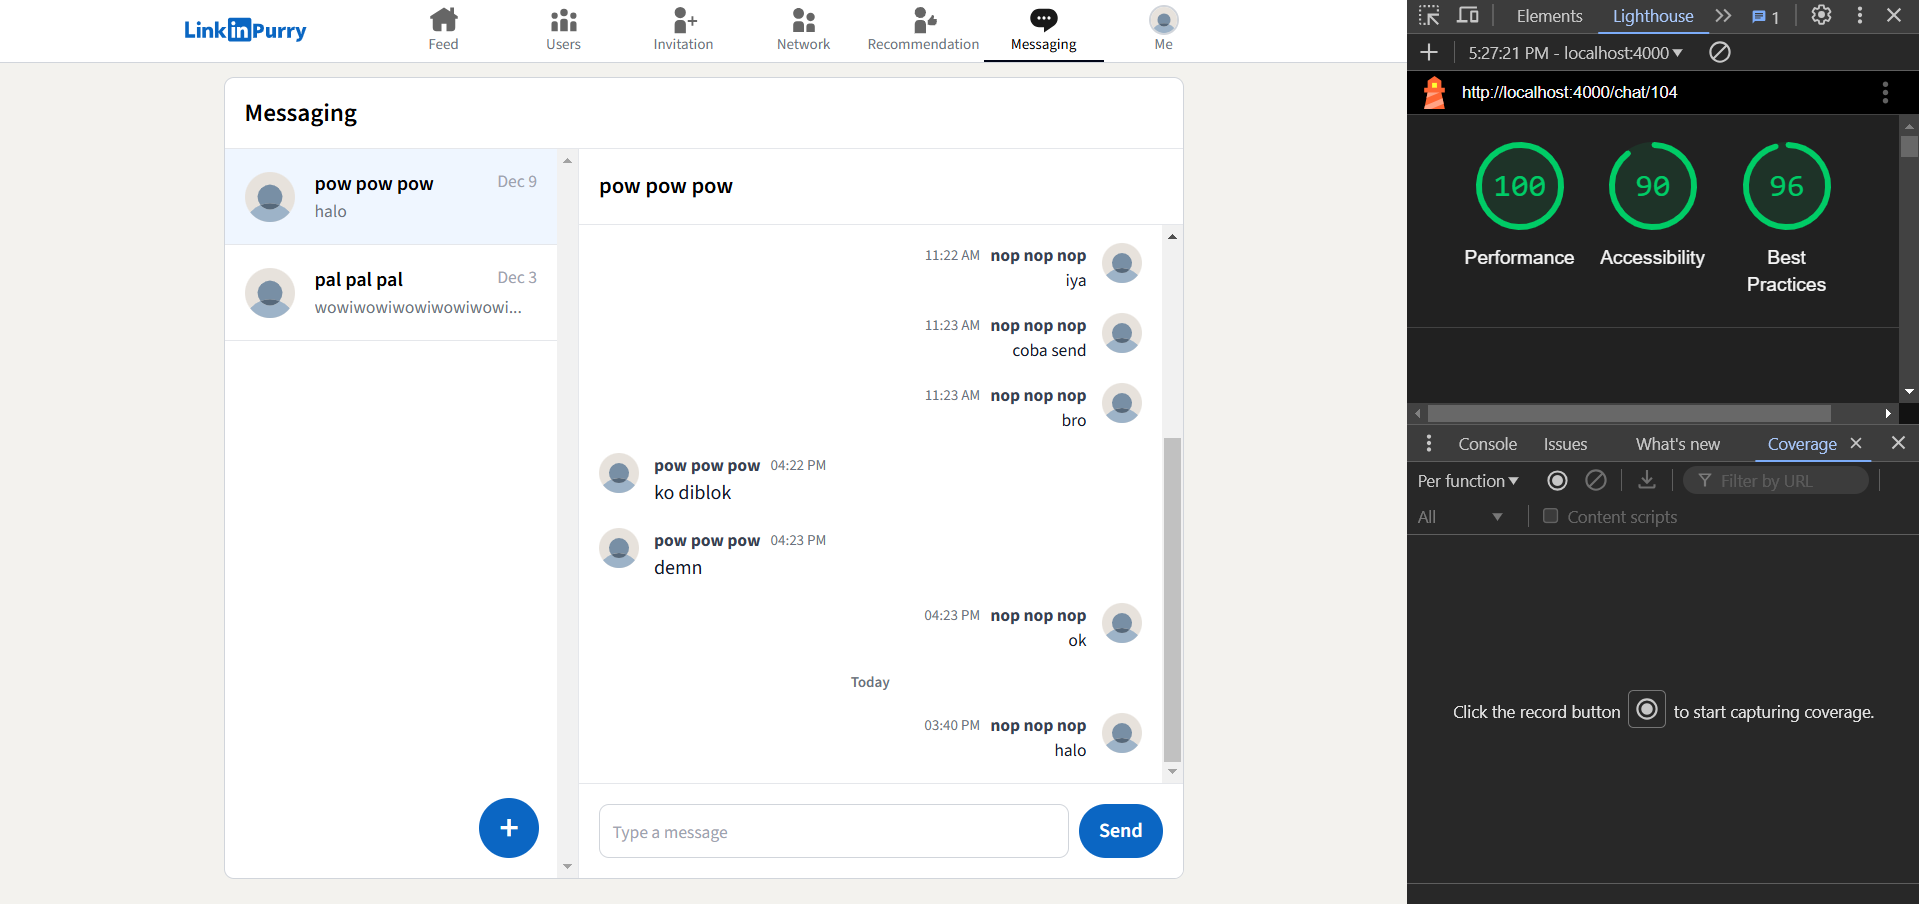 LinkinPurry
Feed
Users
Invitation
Network
Recommendation
Messaging
Me
Messaging
pow pow pow
Dec 9
halo
pal pal pal
Dec 3
wowiwowiwowiwowiwowi...
+
pow pow pow
11:22 AM nop nop nop
iya
11:23 AM nop nop nop
coba send
11:23 AM nop nop nop
bro
pow pow pow 04:22 PM
ko diblok
pow pow pow 04:23 PM
demn
04:23 PM nop nop nop
ok
Today
03:40 PM nop nop nop
halo
Type a message
Send
Elements
Lighthouse
1
5:27:21 PM - localhost:4000
http://localhost:4000/chat/104
100
90
96
Performance
Accessibility
Best
Practices
Console
Issues
What's new
Coverage
Per function
Filter by URL
All
Content scripts
Click the record button to start capturing coverage.